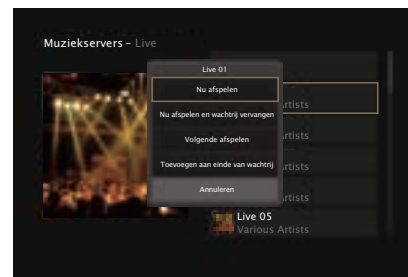 Muziekservers – Live
Live 01
Nu afspelen
Nu afspelen en wachtrij vervangen
Volgende afspelen
Toevoegen aan einde van wachtrij
Annuleren
Live 05
Various Artists